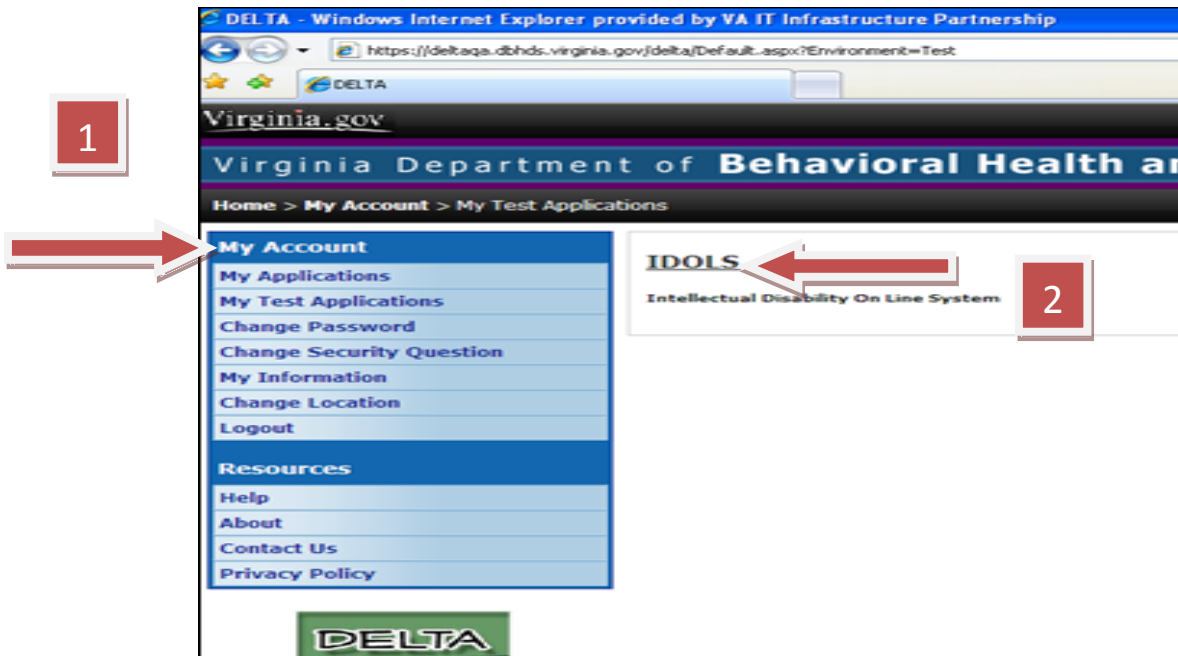 DELTA - Windows Internet Explorer provided by VA IT Infrastructure Partnership
https://deltaqa.dbhds.virginia.gov/delta/Default.aspx?Environment=Test
DELTA
Virginia.gov
1
Virginia Department of Behavioral Health an
Home > My Account > My Test Applications
My Account
My Applications
My Test Applications
Change Password
Change Security Question
My Information
Change Location
Logout
Resources
Help
About
Contact Us
Privacy Policy
IDOLS
Intellectual Disability On Line System
2
DELTA